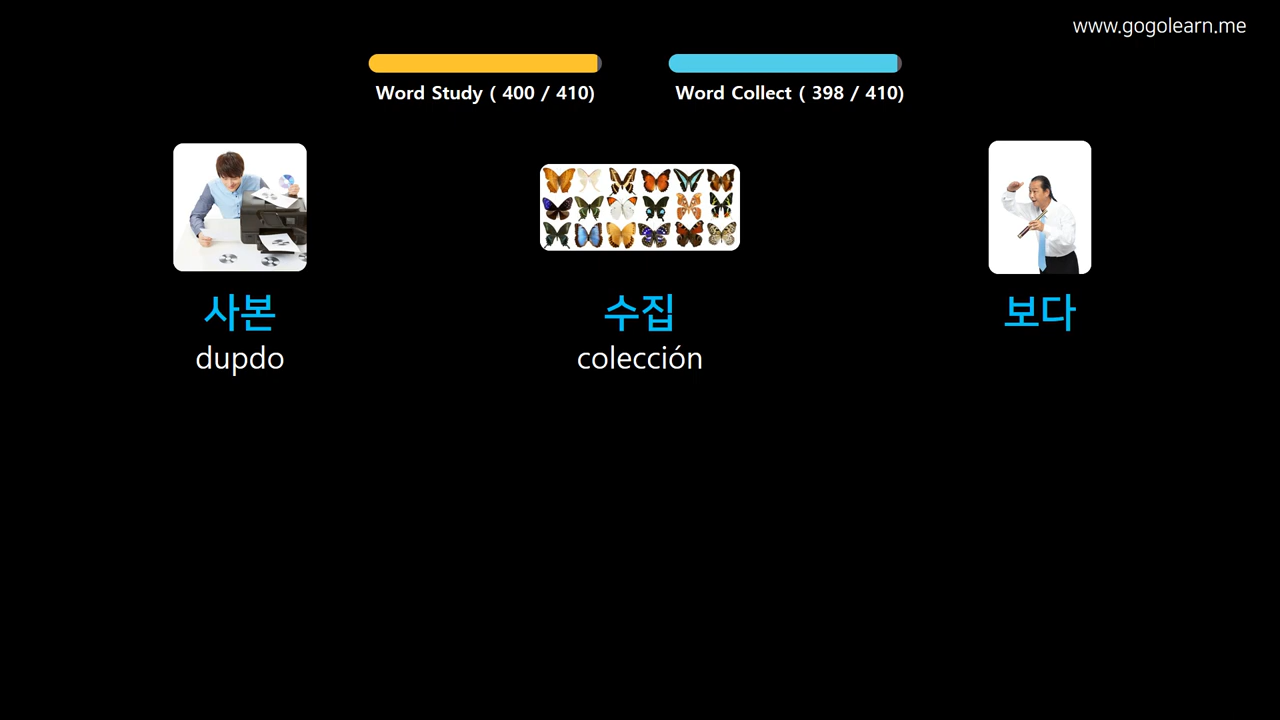 www.gogolearn.me
Word Study ( 400 / 410)
Word Collect ( 398 / 410)
사본
수집
보다
dupdo
colección